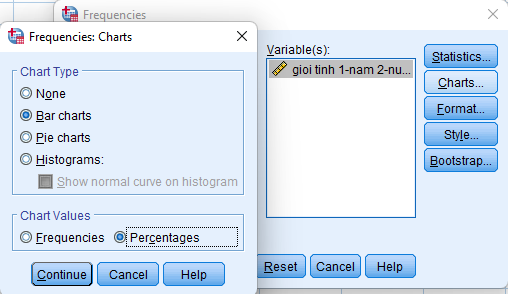 Frequencies
Frequencies: Charts
Chart Type
None
Bar charts
Pie charts
Histograms:
Show normal curve on histogram
Chart Values
Frequencies
Percentages
Continue
Cancel
Help
Variable(s):
gioi tinh 1-nam 2-nu...
Statistics...
Charts...
Format...
Style...
Bootstrap...
Reset
Cancel
Help